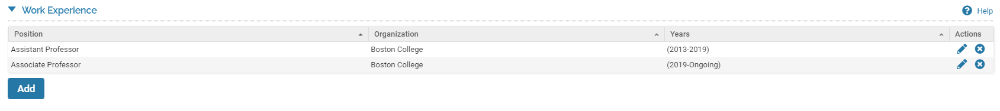 Work Experience Help
Position Organization Years Actions
Assistant Professor Boston College (2013-2019)
Associate Professor Boston College (2019-Ongoing)
Add